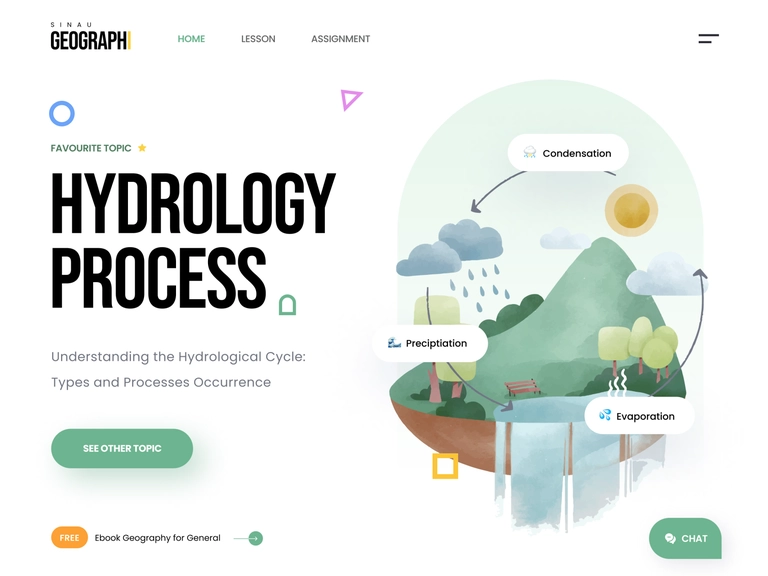 SINAU
GEOGRAPHI
HOME
LESSON
ASSIGNMENT
FAVOURITE TOPIC
HYDROLOGY
PROCESS
Understanding the Hydrological Cycle:
Types and Processes Occurrence
SEE OTHER TOPIC
FREE
Ebook Geography for General
Condensation
Preciptiation
Evaporation
CHAT